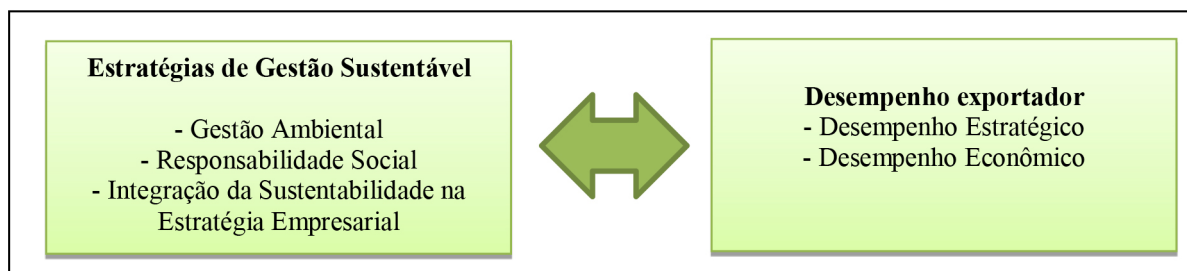 Estratégias de Gestão Sustentável
- Gestão Ambiental
- Responsabilidade Social
- Integração da Sustentabilidade na
Estratégia Empresarial
Desempenho exportador
- Desempenho Estratégico
- Desempenho Econômico